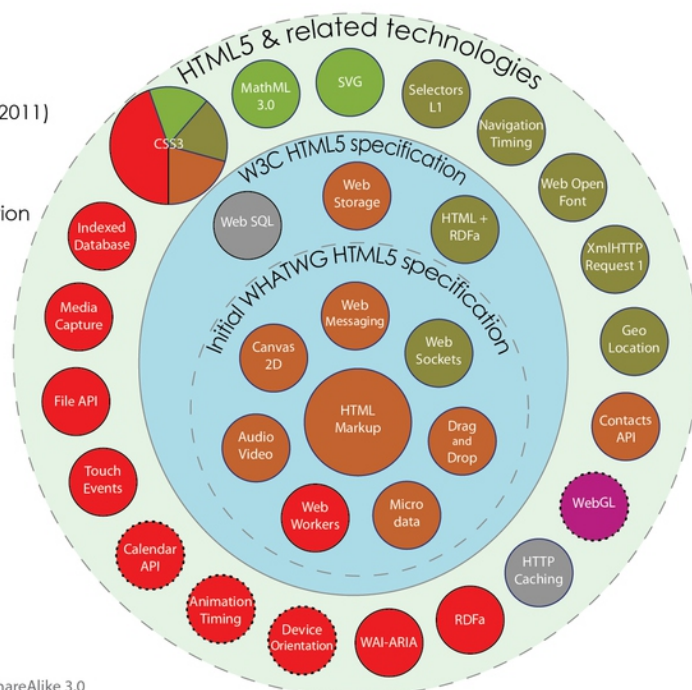 HTML5 & related technologies
2011)
tion
MathML
3.0
SVG
Selectors
L1
Navigation
Timing
Web Open
Font
XmlHTTP
Request 1
Geo
Location
Contacts
API
WebGL
HTTP
Caching
RDFa
WAI-ARIA
Device
Orientation
Animation
Timing
Calendar
API
Touch
Events
File API
Media
Capture
Indexed
Database
CSS3
W3C HTML5 specification
Web SQL
Web
Storage
HTML +
RDFa
Initial WHATWG HTML5 specification
Web
Messaging
Canvas
2D
Web
Sockets
HTML
Markup
Audio
Video
Drag
and
Drop
Web
Workers
Micro
data
hareAlike 3.0